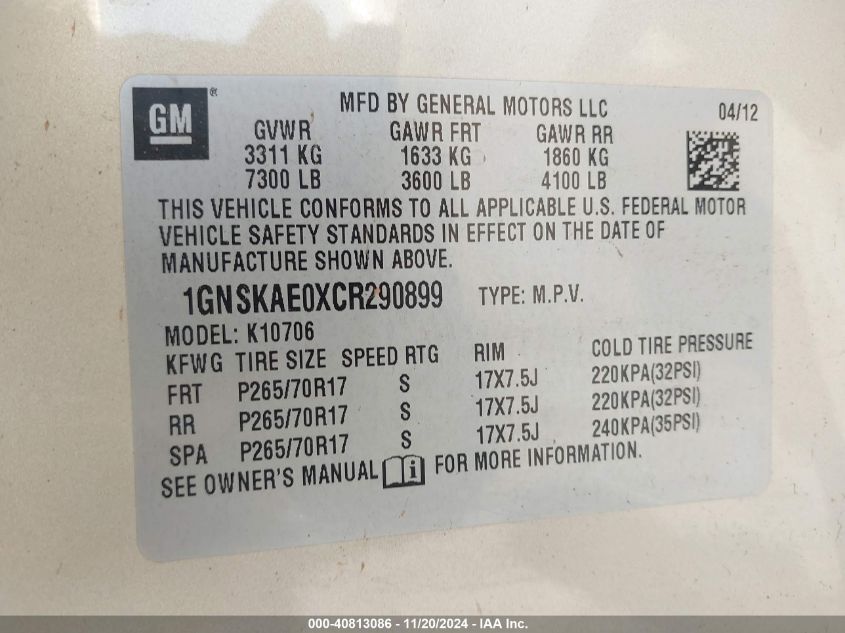 GM®
MFD BY GENERAL MOTORS LLC 04/12
GVWR GAWR FRT GAWR RR
3311 KG 1633 KG 1860 KG
7300 LB 3600 LB 4100 LB
THIS VEHICLE CONFORMS TO ALL APPLICABLE U.S. FEDERAL MOTOR
VEHICLE SAFETY STANDARDS IN EFFECT ON THE DATE OF
MANUFACTURE SHOWN ABOVE.
1GNSKAE0XCR290899 TYPE: M.P.V.
MODEL: K10706
KFWG TIRE SIZE SPEED RTG RIM COLD TIRE PRESSURE
FRT P265/70R17 S 17X7.5J 220KPA(32PSI)
RR P265/70R17 S 17X7.5J 220KPA(32PSI)
SPA P265/70R17 S 17X7.5J 240KPA(35PSI)
SEE OWNER'S MANUAL i FOR MORE INFORMATION.
000-40813086 - 11/20/2024 - IAA Inc.